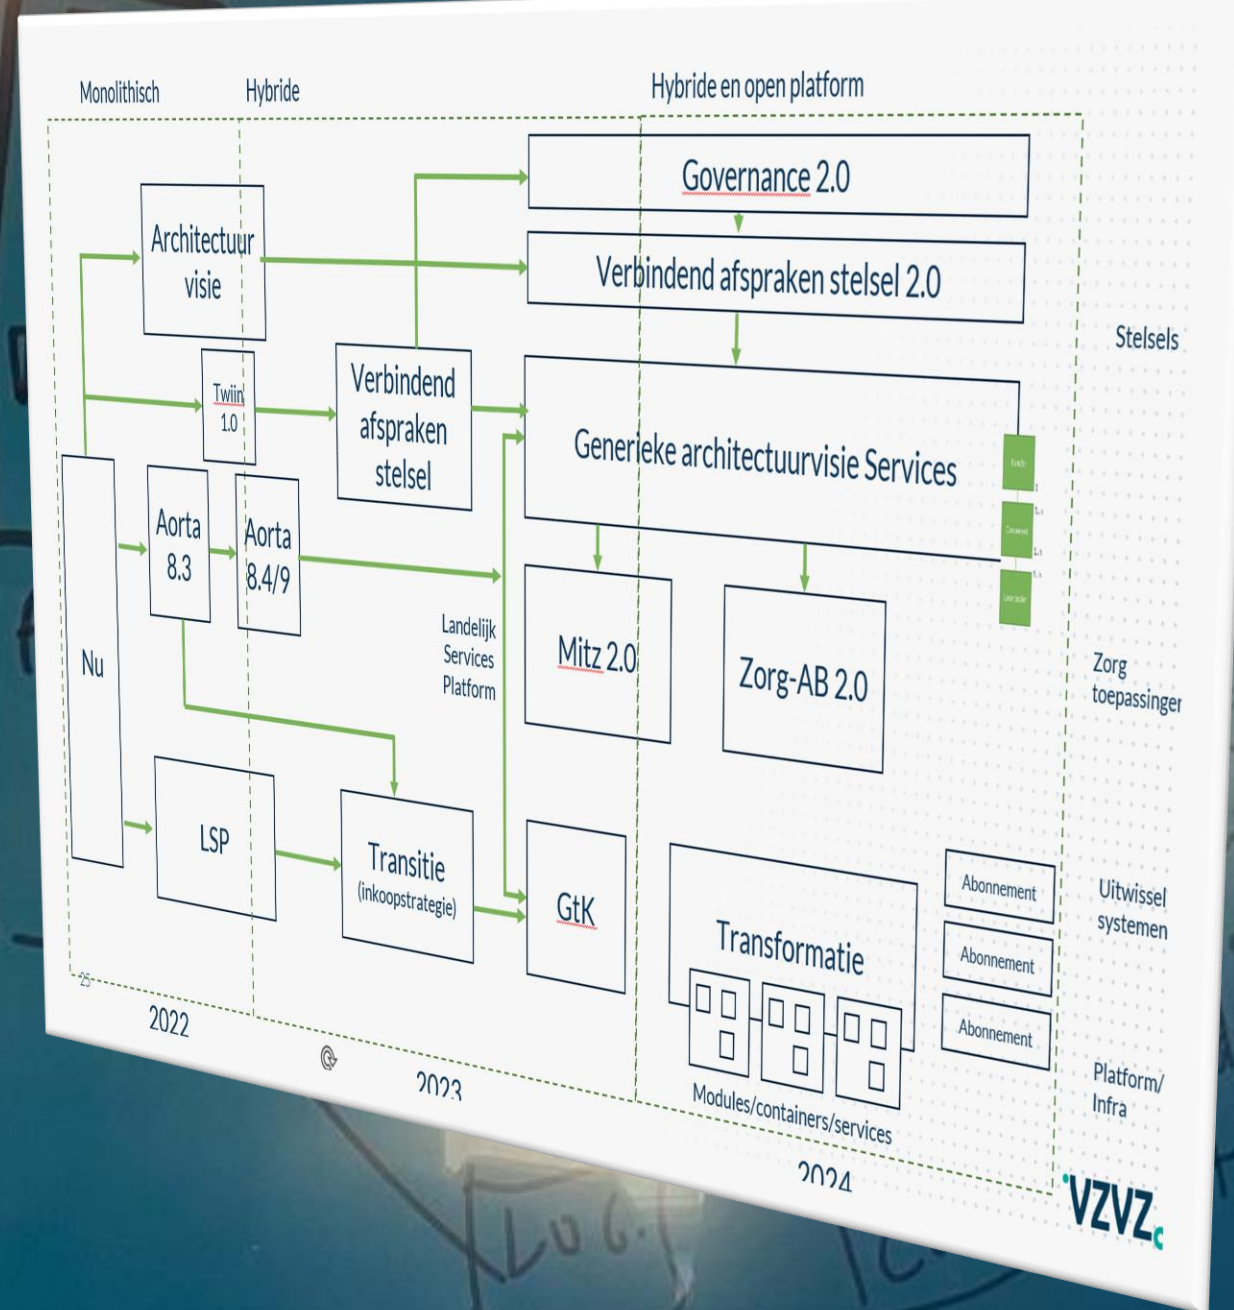 Monolithisch
Hybride
Hybride en open platform
Governance 2.0
Architectuur
visie
Verbindend afspraken stelsel 2.0
Stelsels
Twiin
1.0
Verbindend
afspraken
stelsel
Generieke architectuurvisie Services
Aorta
8.3
Aorta
8.4/9
Nu
Landelijk
Services
Platform
Mitz 2.0
Zorg-AB 2.0
Zorg
toepassingen
LSP
Transitie
(inkoopstrategie)
GtK
Transformatie
Abonnement
Abonnement
Abonnement
Uitwissel
systemen
25
2022
2023
Modules/containers/services
2024
Platform/
Infra
VZVZ
LOG.